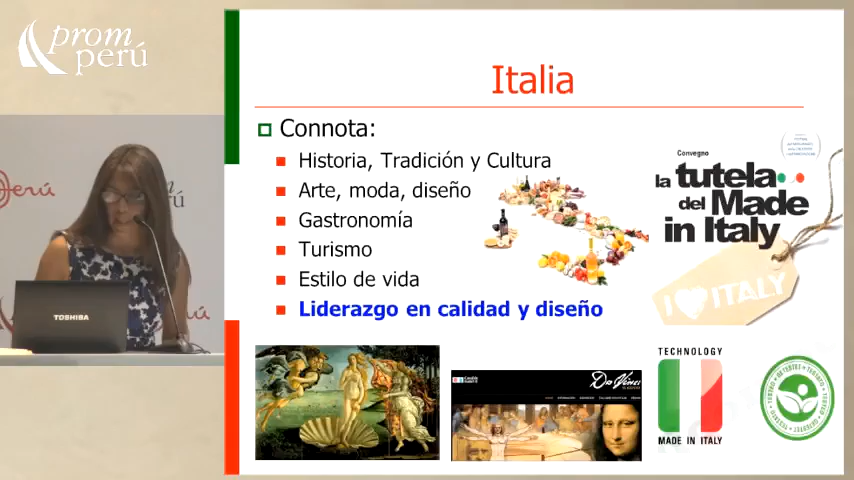 prom
perú
Perú
TOSHIBA
Italia
Connota:
Historia, Tradición y Cultura
Arte, moda, diseño
Gastronomía
Turismo
Estilo de vida
Liderazgo en calidad y diseño
Convegno
la tutela
del Made
in Italy
I ITALY
Da Vinci
TECHNOLOGY
MADE IN ITALY